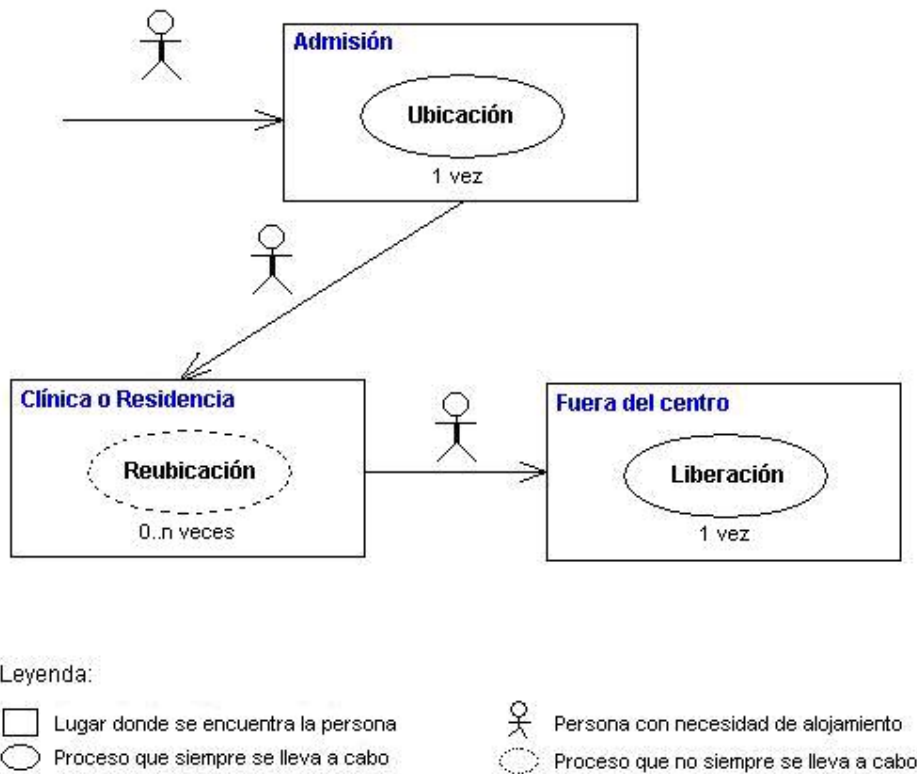 Admisión
Ubicación
1 vez
Clínica o Residencia
Reubicación
0..n veces
Fuera del centro
Liberación
1 vez
Leyenda:
Lugar donde se encuentra la persona
Persona con necesidad de alojamiento
Proceso que siempre se lleva a cabo
Proceso que no siempre se lleva a cabo